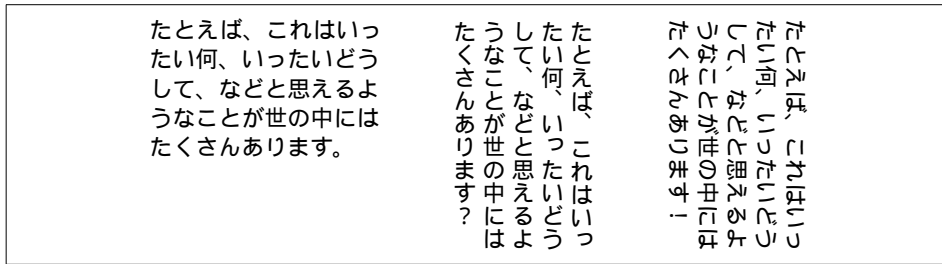 たとえば、これはいっ
たい何、いったいどう
して、などと思えるよ
うなことが世の中には
たくさんあります。
たとえば、これはいっ
たい何、いったいどう
して、などと思えるよ
うなことが世の中には
たくさんあります?
たとえば、これはいっ
たい何、いったいどう
して、などと思えるよ
うなことが世の中には
たくさんあります!